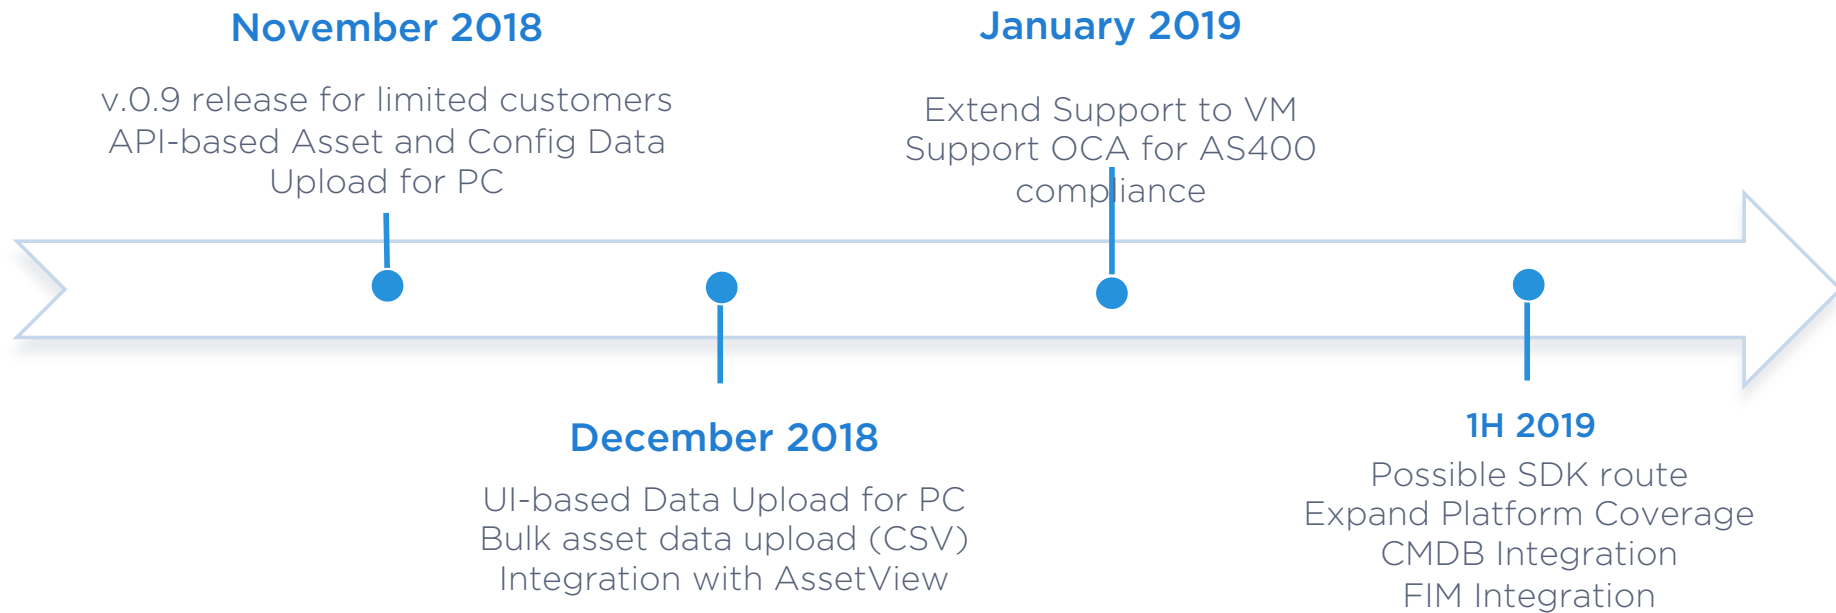 November 2018
v.0.9 release for limited customers
API-based Asset and Config Data
Upload for PC
December 2018
UI-based Data Upload for PC
Bulk asset data upload (CSV)
Integration with AssetView
January 2019
Extend Support to VM
Support OCA for AS400
compliance
1H 2019
Possible SDK route
Expand Platform Coverage
CMDB Integration
FIM Integration